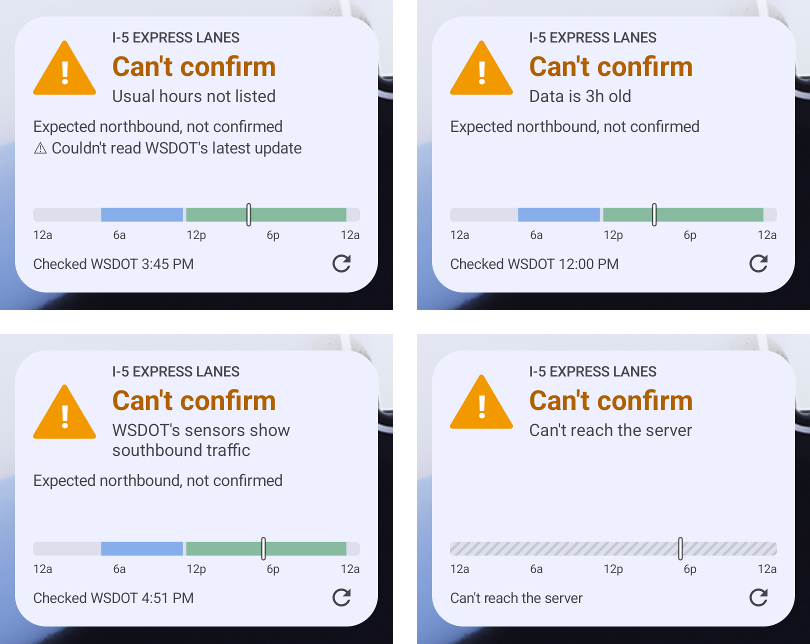 I-5 EXPRESS LANES
Can't confirm
Usual hours not listed
Expected northbound, not confirmed
⚠ Couldn't read WSDOT's latest update
12a 6a 12p 6p 12a
Checked WSDOT 3:45 PM
I-5 EXPRESS LANES
Can't confirm
Data is 3h old
Expected northbound, not confirmed
12a 6a 12p 6p 12a
Checked WSDOT 12:00 PM
I-5 EXPRESS LANES
Can't confirm
WSDOT's sensors show
southbound traffic
Expected northbound, not confirmed
12a 6a 12p 6p 12a
Checked WSDOT 4:51 PM
I-5 EXPRESS LANES
Can't confirm
Can't reach the server
12a 6a 12p 6p 12a
Can't reach the server